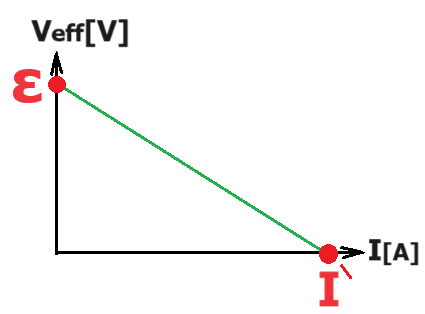 Veff[V]
ε
I[A]
I`